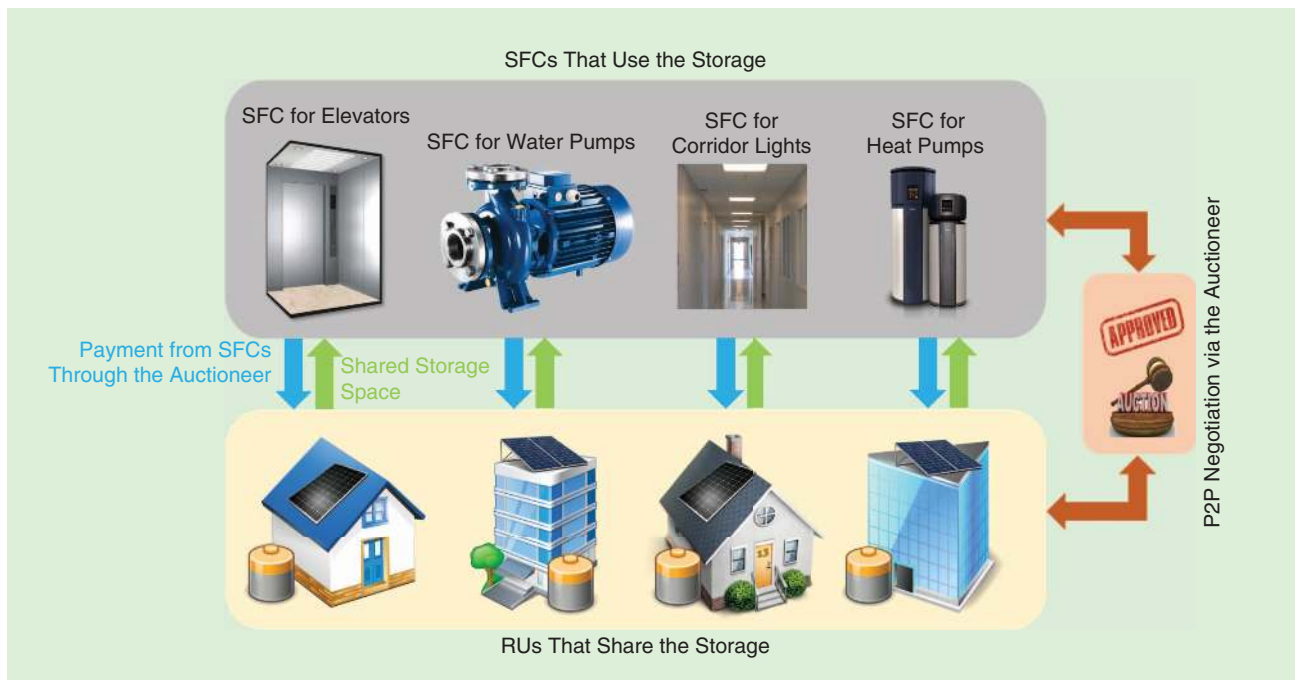 SFCs That Use the Storage
SFC for Elevators
SFC for Water Pumps
SFC for
Corridor Lights
SFC for
Heat Pumps
Payment from SFCs
Through the Auctioneer
Shared Storage
Space
APPROVED
AUCTION
P2P Negotiation via the Auctioneer
13
RUs That Share the Storage